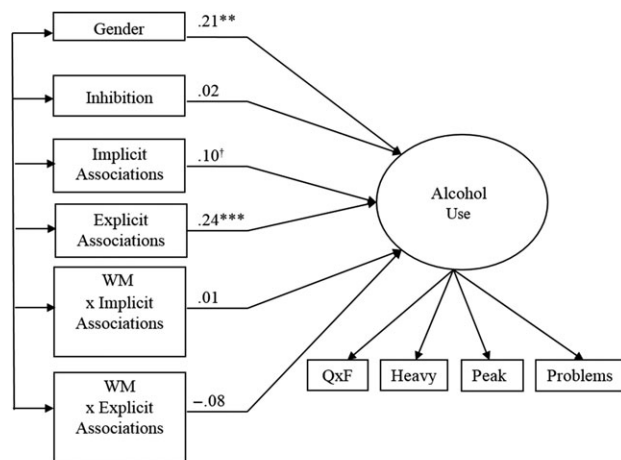 Gender
.21**
Inhibition
.02
Implicit
Associations
.10†
Explicit
Associations
.24***
WM
x Implicit
Associations
.01
WM
x Explicit
Associations
–.08
Alcohol
Use
QxF
Heavy
Peak
Problems